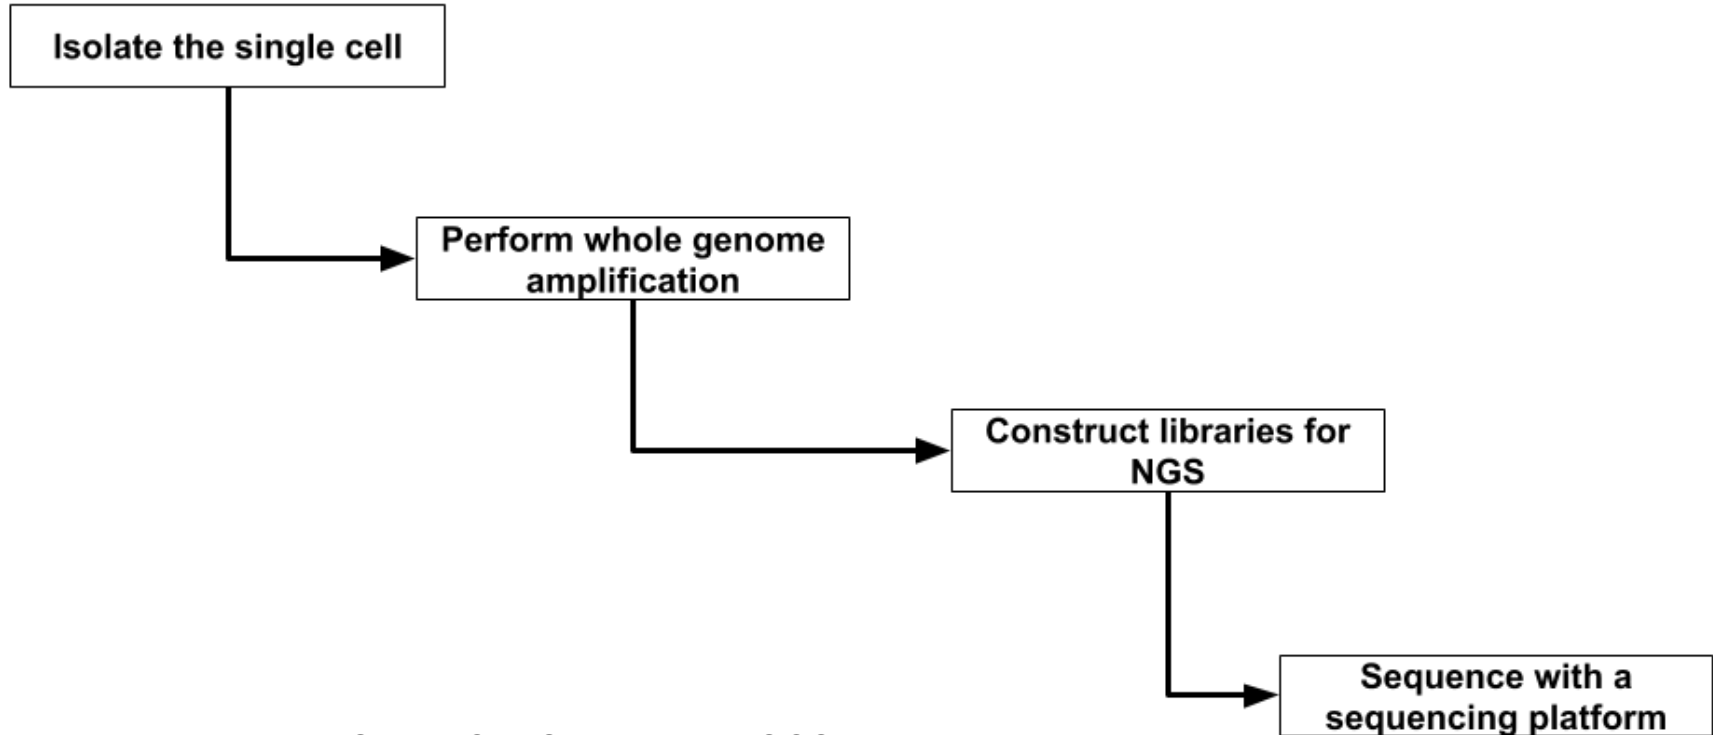 Isolate the single cell
Perform whole genome
amplification
Construct libraries for
NGS
Sequence with a
sequencing platform